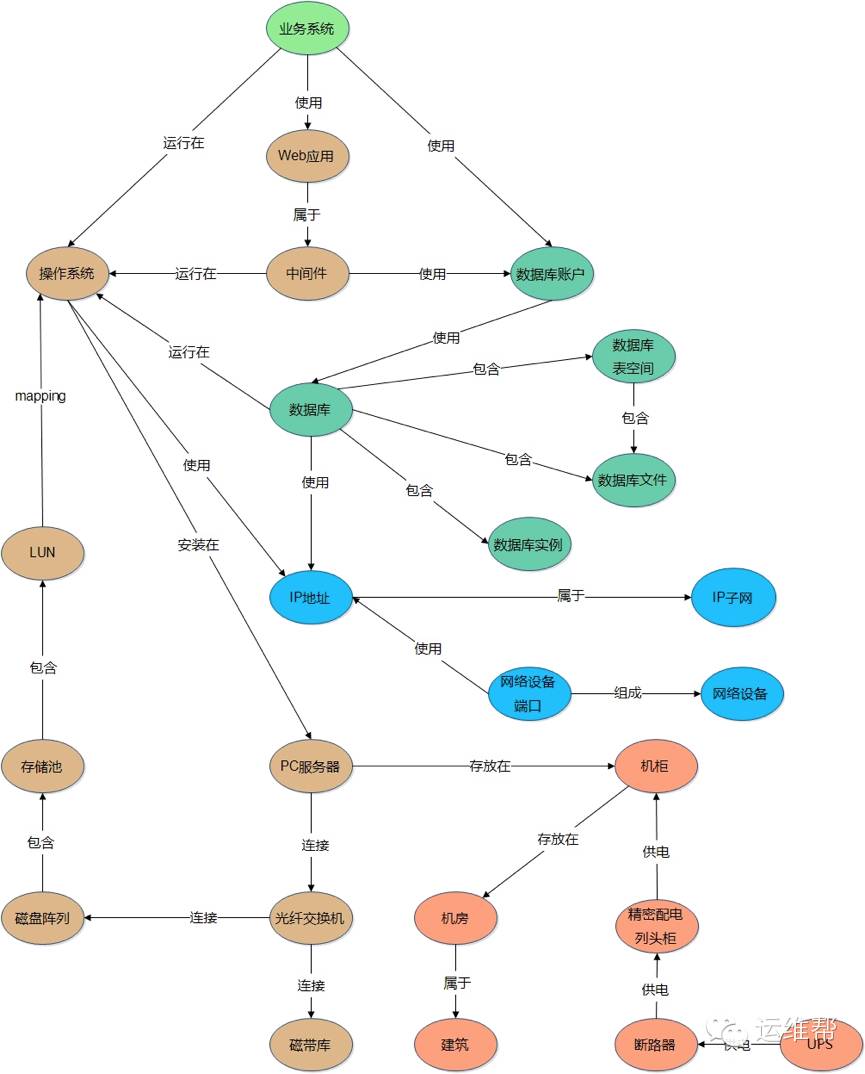 业务系统
使用
运行在
使用
Web应用
属于
操作系统
运行在
中间件
使用
数据库账户
使用
运行在
数据库
表空间
包含
mapping
数据库
包含
使用
包含
数据库文件
使用
包含
安装在
数据库实例
LUN
IP地址
属于
IP子网
使用
包含
网络设备
端口
组成
网络设备
存储池
PC服务器
存放在
机柜
包含
连接
存放在
供电
磁盘阵列
连接
光纤交换机
机房
精密配电
列头柜
连接
属于
供电
运维帮
磁带库
建筑
断路器
供电
UPS